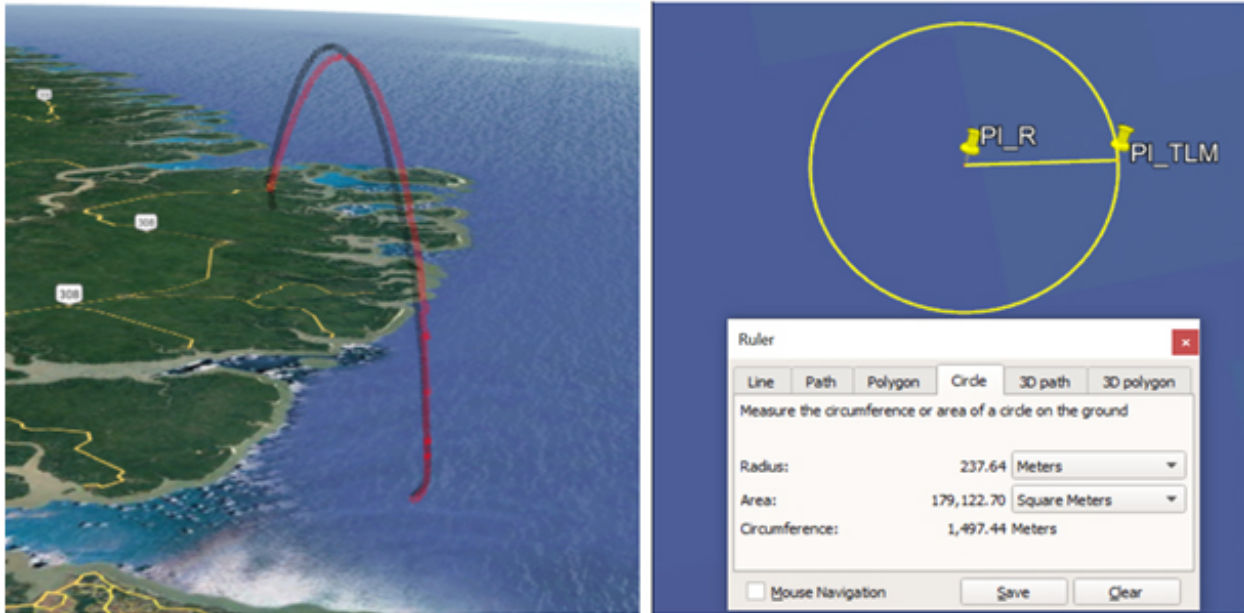 308
308
PI_R
PI_TLM
Ruler
Line Path Polygon Circle 3D path 3D polygon
Measure the circumference or area of a circle on the ground
Radius: 237.64 Meters
Area: 179,122.70 Square Meters
Circumference: 1,497.44 Meters
Mouse Navigation Save Clear